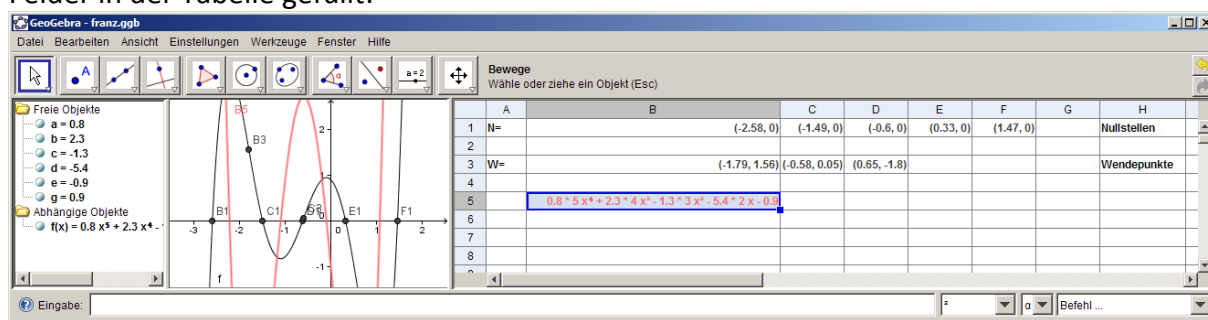 Felder in der Tabelle gefüllt.
GeoGebra - franz.ggb
Datei Bearbeiten Ansicht Einstellungen Werkzeuge Fenster Hilfe
A
α
a = 2
Bewege
Wähle oder ziehe ein Objekt (Esc)
Freie Objekte
a = 0.8
b = 2.3
c = -1.3
d = -5.4
e = -0.9
g = 0.9
Abhängige Objekte
f(x) = 0.8 x⁵ + 2.3 x⁴ -
B5
B3
B1 C1 E1 F1
-3 -2 -1 0 1 2
2
1
-1
f
A B C D E F G H
1 N= (-2.58, 0) (-1.49, 0) (-0.6, 0) (0.33, 0) (1.47, 0) Nullstellen
2
3 W= (-1.79, 1.56) (-0.58, 0.05) (0.65, -1.8) Wendepunkte
4
5 0.8 * 5 x⁴ + 2.3 * 4 x³ - 1.3 * 3 x² - 5.4 * 2 x - 0.9
6
7
8
Eingabe: ² α Befehl ...